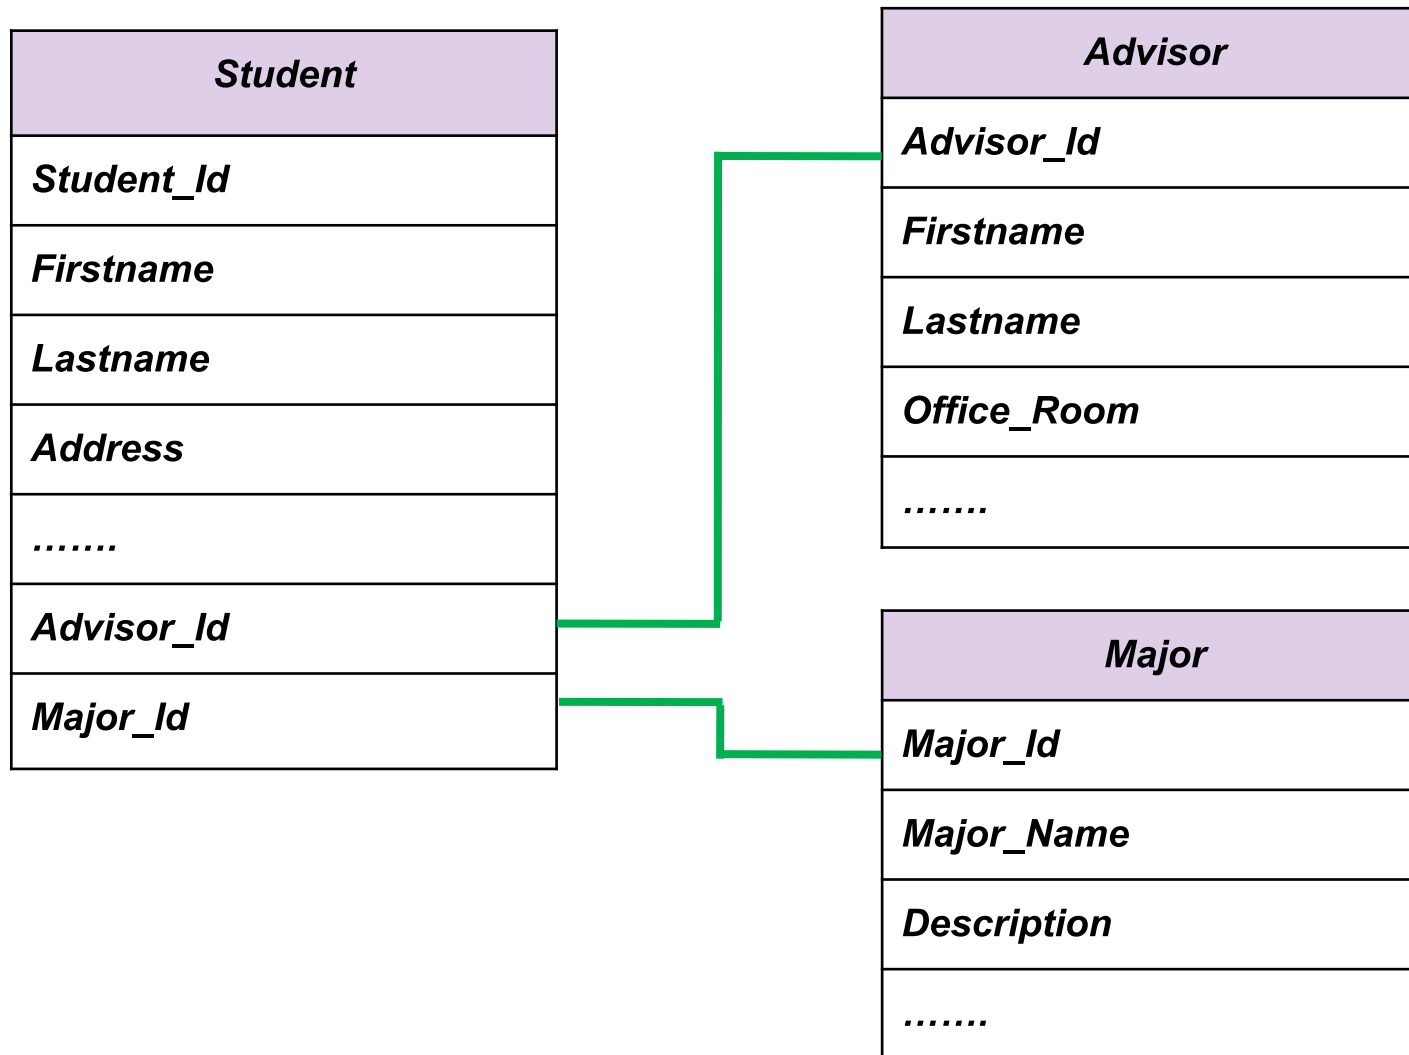 Student
Student_Id
Firstname
Lastname
Address
…….
Advisor_Id
Major_Id
Advisor
Advisor_Id
Firstname
Lastname
Office_Room
…….
Major
Major_Id
Major_Name
Description
…….